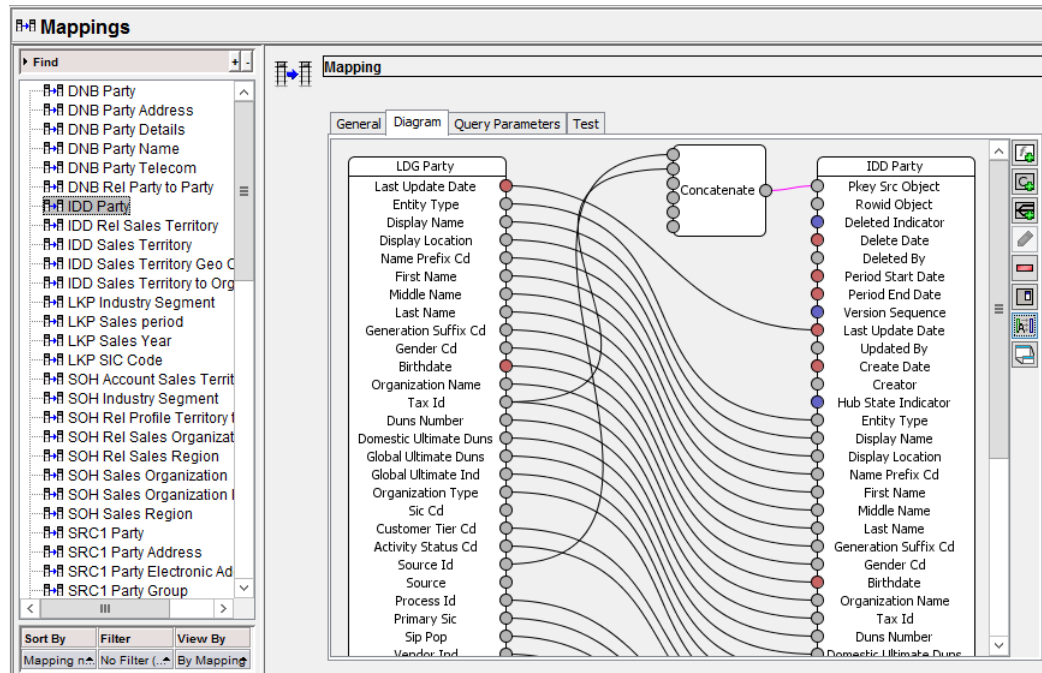 Mappings
Find
+ -
DNB Party
DNB Party Address
DNB Party Details
DNB Party Name
DNB Party Telecom
DNB Rel Party to Party
IDD Party
IDD Rel Sales Territory
IDD Sales Territory
IDD Sales Territory Geo C
IDD Sales Territory to Org
LKP Industry Segment
LKP Sales period
LKP Sales Year
LKP SIC Code
SOH Account Sales Territ
SOH Industry Segment
SOH Rel Profile Territory t
SOH Rel Sales Organizat
SOH Rel Sales Region
SOH Sales Organization
SOH Sales Organization I
SOH Sales Region
SRC1 Party
SRC1 Party Address
SRC1 Party Electronic Ad
SRC1 Party Group
Sort By Filter View By
Mapping n... No Filter (... By Mapping
Mapping
General Diagram Query Parameters Test
LDG Party
Last Update Date
Entity Type
Display Name
Display Location
Name Prefix Cd
First Name
Middle Name
Last Name
Generation Suffix Cd
Gender Cd
Birthdate
Organization Name
Tax Id
Duns Number
Domestic Ultimate Duns
Global Ultimate Duns
Global Ultimate Ind
Organization Type
Sic Cd
Customer Tier Cd
Activity Status Cd
Source Id
Source
Process Id
Primary Sic
Sip Pop
Vendor Ind
Concatenate
IDD Party
Pkey Src Object
Rowid Object
Deleted Indicator
Delete Date
Deleted By
Period Start Date
Period End Date
Version Sequence
Last Update Date
Updated By
Create Date
Creator
Hub State Indicator
Entity Type
Display Name
Display Location
Name Prefix Cd
First Name
Middle Name
Last Name
Generation Suffix Cd
Gender Cd
Birthdate
Organization Name
Tax Id
Duns Number
Domestic Ultimate Duns